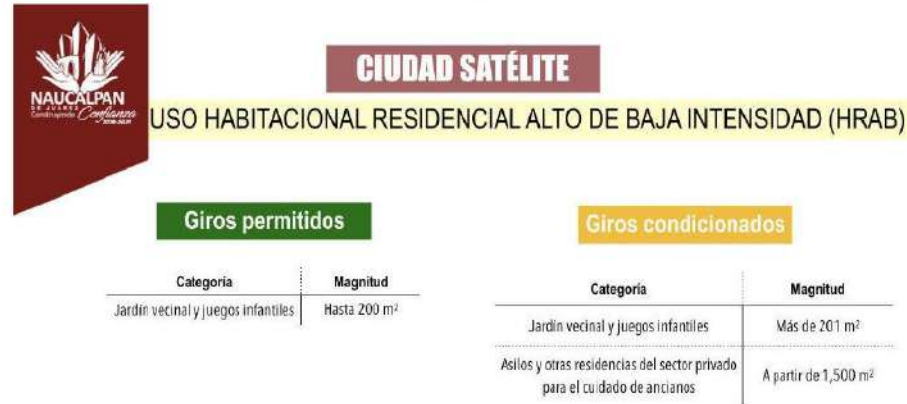 CIUDAD SATÉLITE
NAUCALPAN
DE JUÁREZ
Construyendo Confianza
USO HABITACIONAL RESIDENCIAL ALTO DE BAJA INTENSIDAD (HRAB)
Giros permitidos
Categoría Magnitud
Jardín vecinal y juegos infantiles Hasta 200 m²
Giros condicionados
Categoría Magnitud
Jardín vecinal y juegos infantiles Más de 201 m²
Asilos y otras residencias del sector privado
para el cuidado de ancianos A partir de 1,500 m²